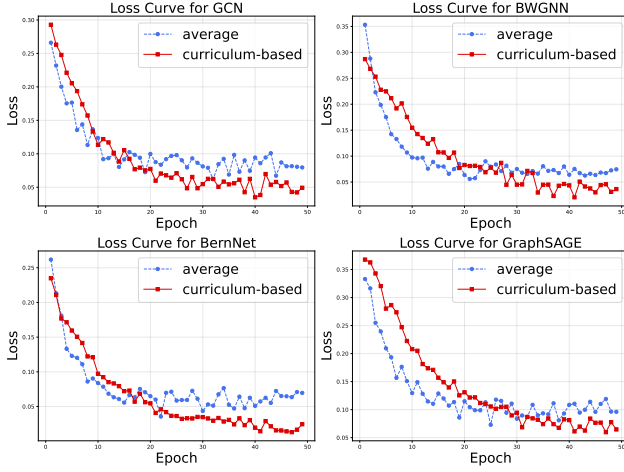 Loss Curve for GCN
0.30
0.25
0.20
0.15
0.10
0.05
0
10
20
30
40
50
Loss
Epoch
average
curriculum-based
Loss Curve for BWGNN
0.35
0.30
0.25
0.20
0.15
0.10
0.05
0
10
20
30
40
50
Loss
Epoch
average
curriculum-based
Loss Curve for BernNet
0.25
0.20
0.15
0.10
0.05
0
10
20
30
40
50
Loss
Epoch
average
curriculum-based
Loss Curve for GraphSAGE
0.35
0.30
0.25
0.20
0.15
0.10
0.05
0
10
20
30
40
50
Loss
Epoch
average
curriculum-based